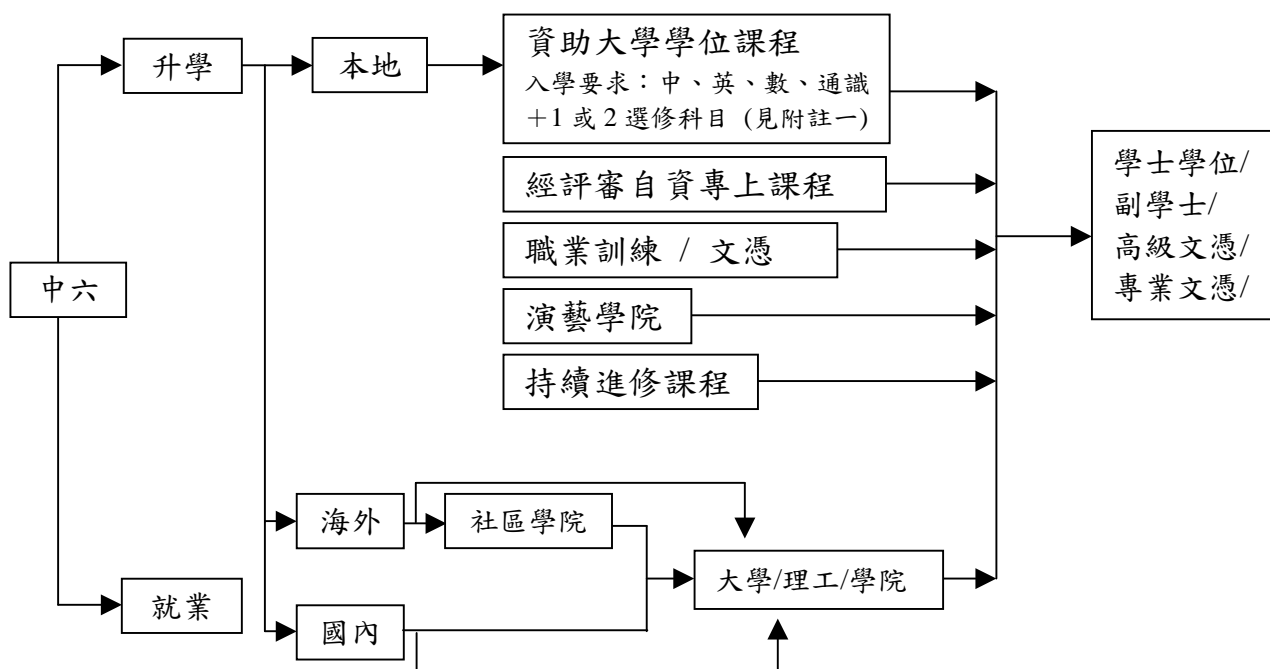 升學
本地
資助大學學位課程
入學要求：中、英、數、通識
＋1 或 2 選修科目 (見附註一)
經評審自資專上課程
職業訓練 / 文憑
演藝學院
持續進修課程
學士學位/
副學士/
高級文憑/
專業文憑/
中六
海外
社區學院
大學/理工/學院
就業
國內